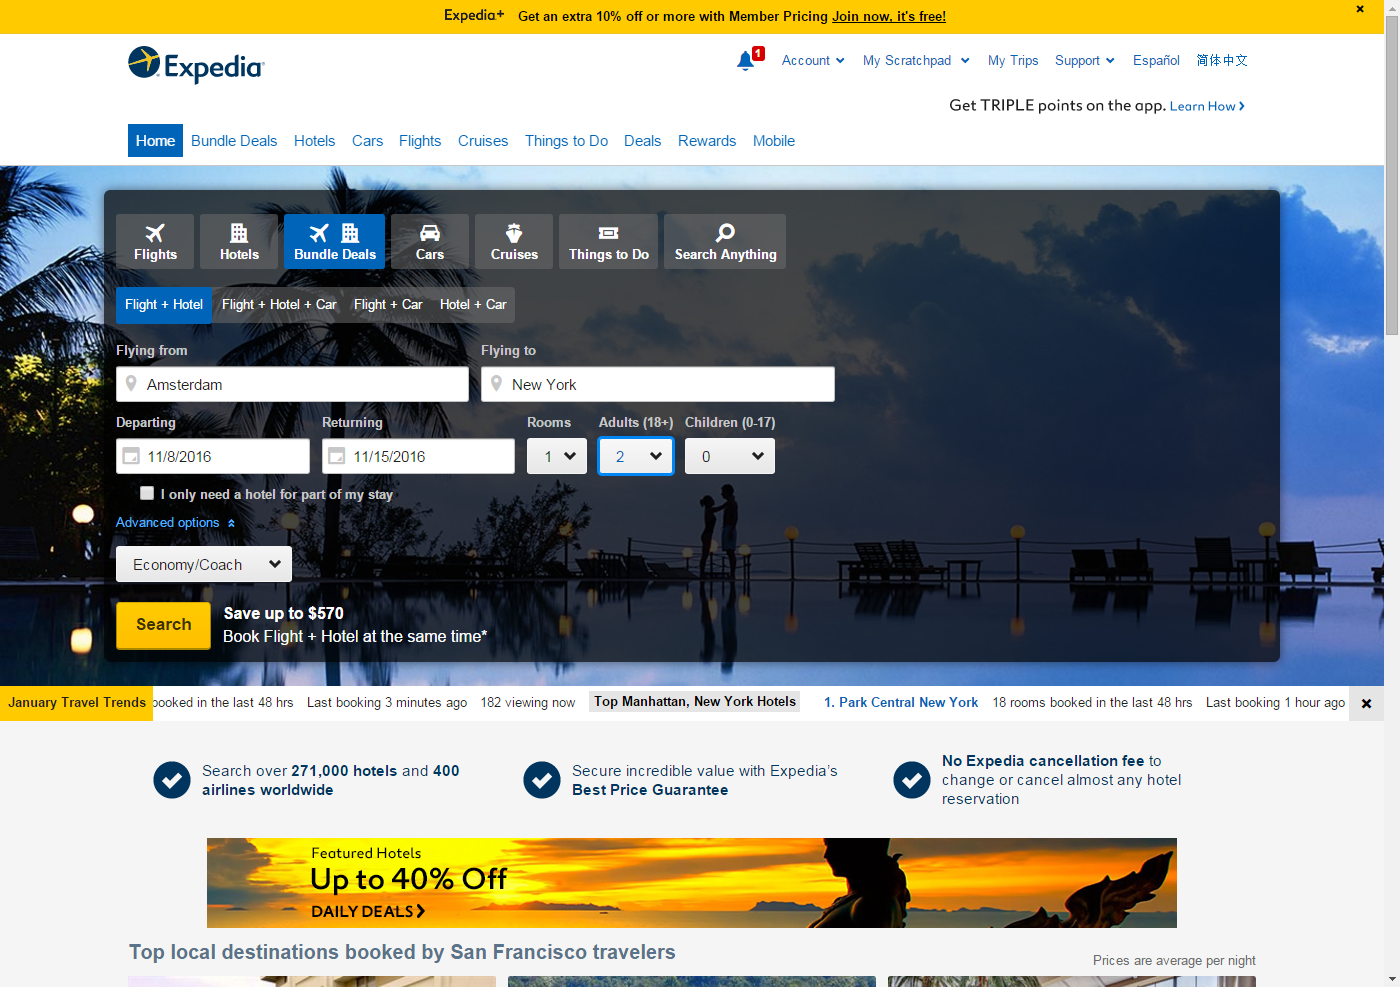 Expedia+ Get an extra 10% off or more with Member Pricing Join now, it's free!
Expedia
1
Account My Scratchpad My Trips Support Español 简体中文
Get TRIPLE points on the app. Learn How
Home Bundle Deals Hotels Cars Flights Cruises Things to Do Deals Rewards Mobile
Flights Hotels Bundle Deals Cars Cruises Things to Do Search Anything
Flight + Hotel Flight + Hotel + Car Flight + Car Hotel + Car
Flying from Flying to
Amsterdam New York
Departing Returning Rooms Adults (18+) Children (0-17)
11/8/2016 11/15/2016 1 2 0
I only need a hotel for part of my stay
Advanced options
Economy/Coach
Search
Save up to $570
Book Flight + Hotel at the same time*
January Travel Trends booked in the last 48 hrs Last booking 3 minutes ago 182 viewing now Top Manhattan, New York Hotels 1. Park Central New York 18 rooms booked in the last 48 hrs Last booking 1 hour ago
Search over 271,000 hotels and 400
airlines worldwide
Secure incredible value with Expedia's
Best Price Guarantee
No Expedia cancellation fee to
change or cancel almost any hotel
reservation
Featured Hotels
Up to 40% Off
DAILY DEALS
Top local destinations booked by San Francisco travelers
Prices are average per night